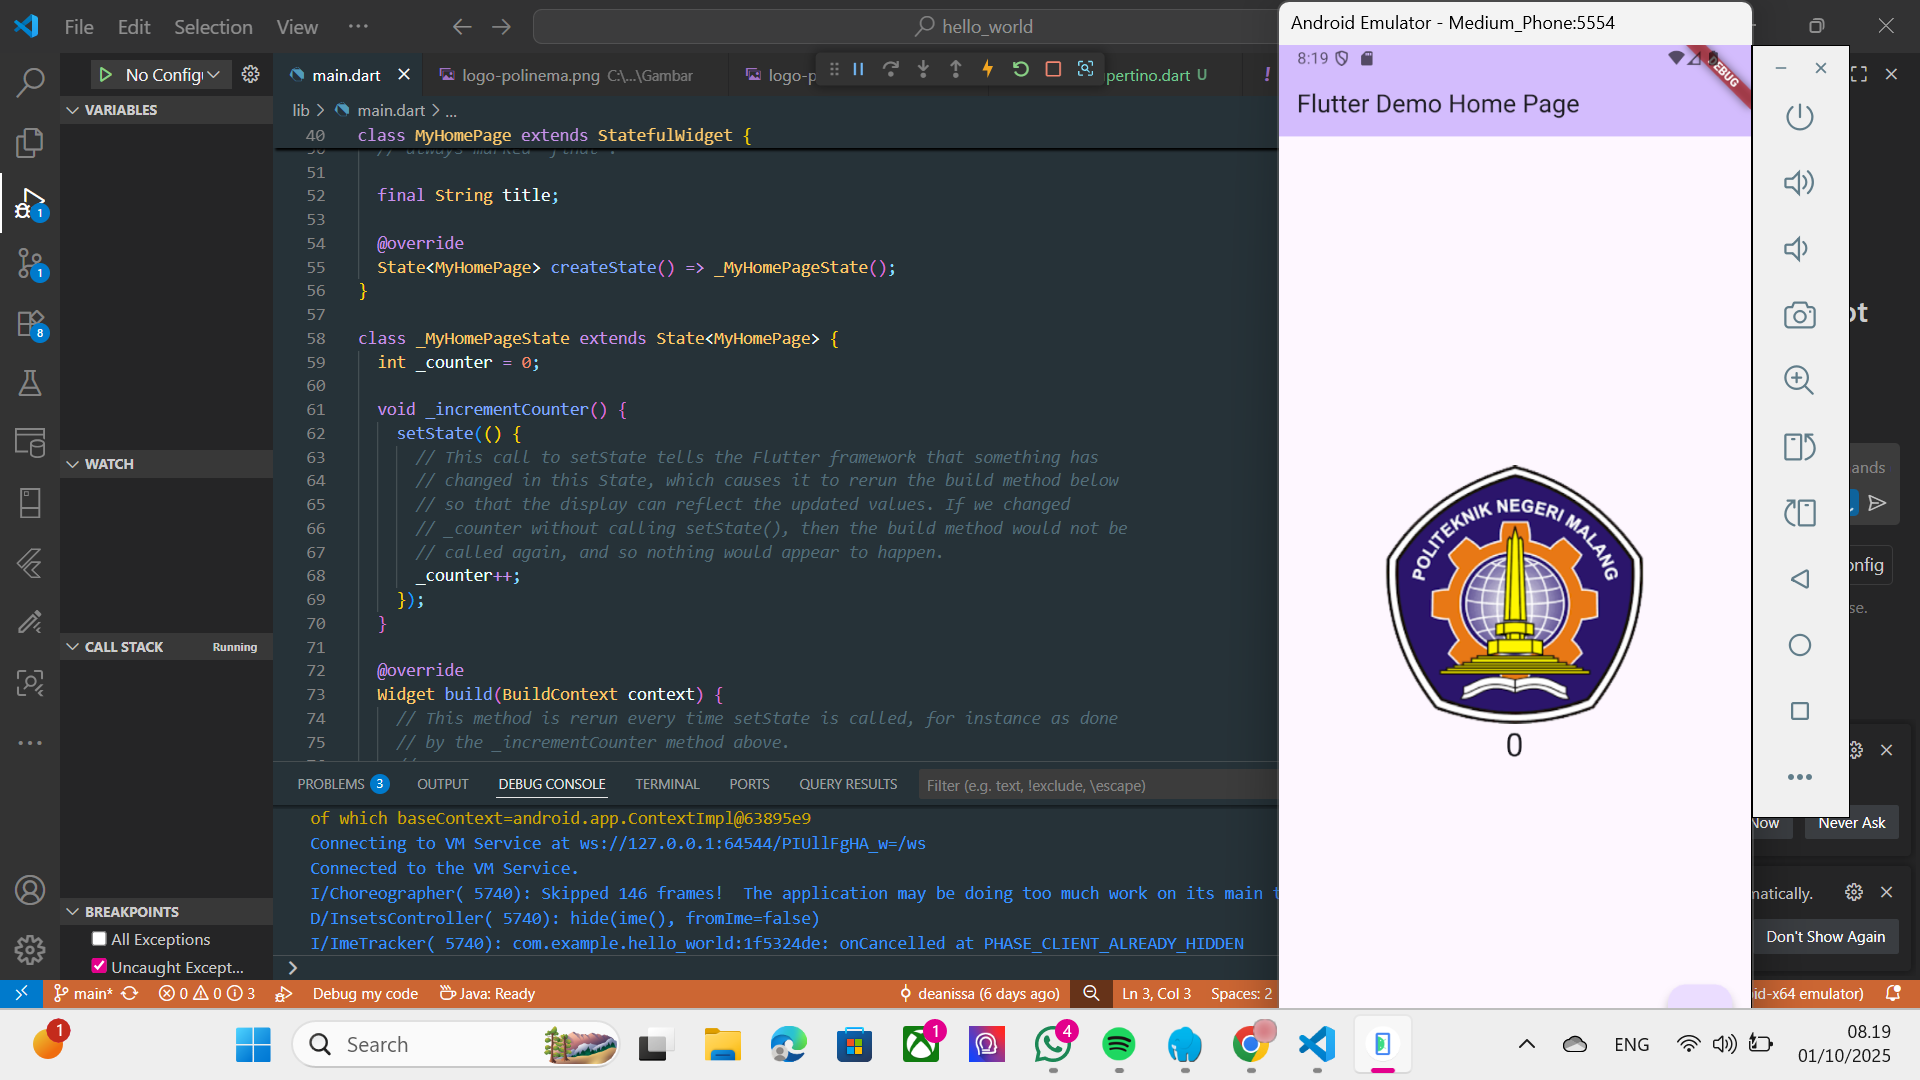 File Edit Selection View ···
hello_world
Android Emulator - Medium_Phone:5554
No Config
main.dart
logo-polinema.png C:\...\Gambar
logo-p
pertino.dart U
!
VARIABLES
lib > main.dart > ...
40 class MyHomePage extends StatefulWidget {
// always marked "final".
51
52 final String title;
53
54 @override
55 State<MyHomePage> createState() => _MyHomePageState();
56 }
57
58 class _MyHomePageState extends State<MyHomePage> {
59 int _counter = 0;
60
61 void _incrementCounter() {
62 setState(() {
63 // This call to setState tells the Flutter framework that something has
64 // changed in this State, which causes it to rerun the build method below
65 // so that the display can reflect the updated values. If we changed
66 // _counter without calling setState(), then the build method would not be
67 // called again, and so nothing would appear to happen.
68 _counter++;
69 });
70 }
71
72 @override
73 Widget build(BuildContext context) {
74 // This method is rerun every time setState is called, for instance as done
75 // by the _incrementCounter method above.
WATCH
CALL STACK Running
BREAKPOINTS
All Exceptions
Uncaught Except...
1
1
8
PROBLEMS 3 OUTPUT DEBUG CONSOLE TERMINAL PORTS QUERY RESULTS
Filter (e.g. text, !exclude, \escape)
of which baseContext=android.app.ContextImpl@63895e9
Connecting to VM Service at ws://127.0.0.1:64544/PIUllFgHA_w=/ws
Connected to the VM Service.
I/Choreographer( 5740): Skipped 146 frames!  The application may be doing too much work on its main t
D/InsetsController( 5740): hide(ime(), fromIme=false)
I/ImeTracker( 5740): com.example.hello_world:1f5324de: onCancelled at PHASE_CLIENT_ALREADY_HIDDEN
8:19
DEBUG
Flutter Demo Home Page
POLITEKNIK NEGERI MALANG
0
ot
ands
onfig
se.
Now
Never Ask
matically.
Don't Show Again
main* 0 0 3 Debug my code Java: Ready
deanissa (6 days ago) Ln 3, Col 3 Spaces: 2
id-x64 emulator)
1
Search
1
4
ENG
08.19
01/10/2025